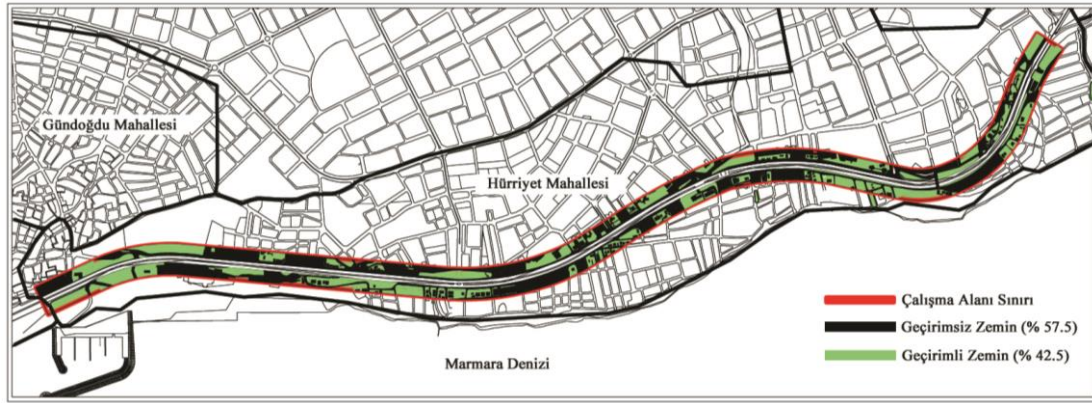 Gündoğdu Mahallesi
Hürriyet Mahallesi
Çalışma Alanı Sınırı
Geçirimsiz Zemin (% 57.5)
Geçirimli Zemin (% 42.5)
Marmara Denizi